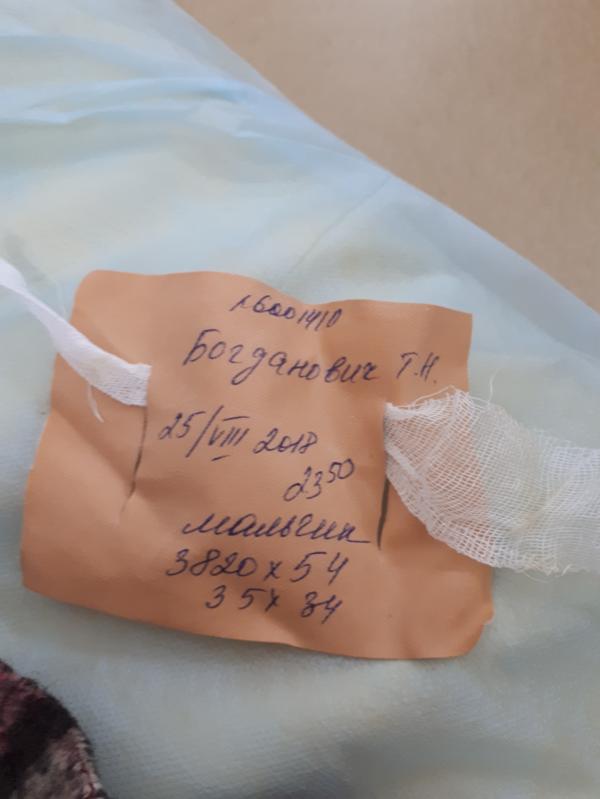 Богданович Т.Н.
25/VIII 2018
23⁵⁰
мальчик
3820 х 54
35 х 34